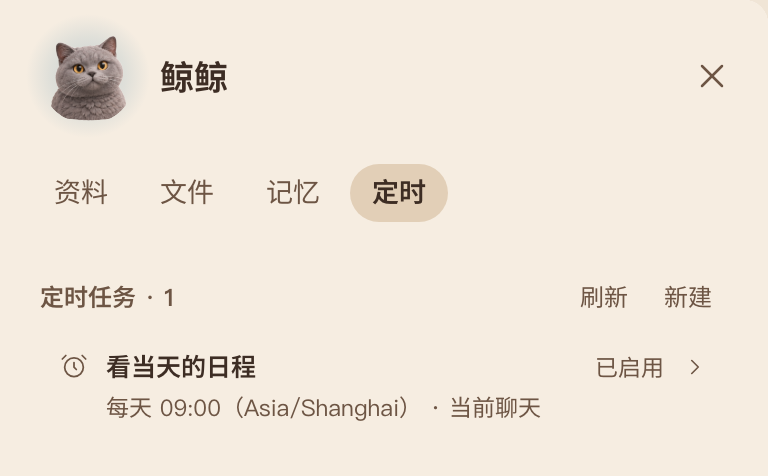 鲸鲸
资料 文件 记忆 定时
定时任务 · 1 刷新 新建
看当天的日程 已启用
每天 09:00（Asia/Shanghai） · 当前聊天